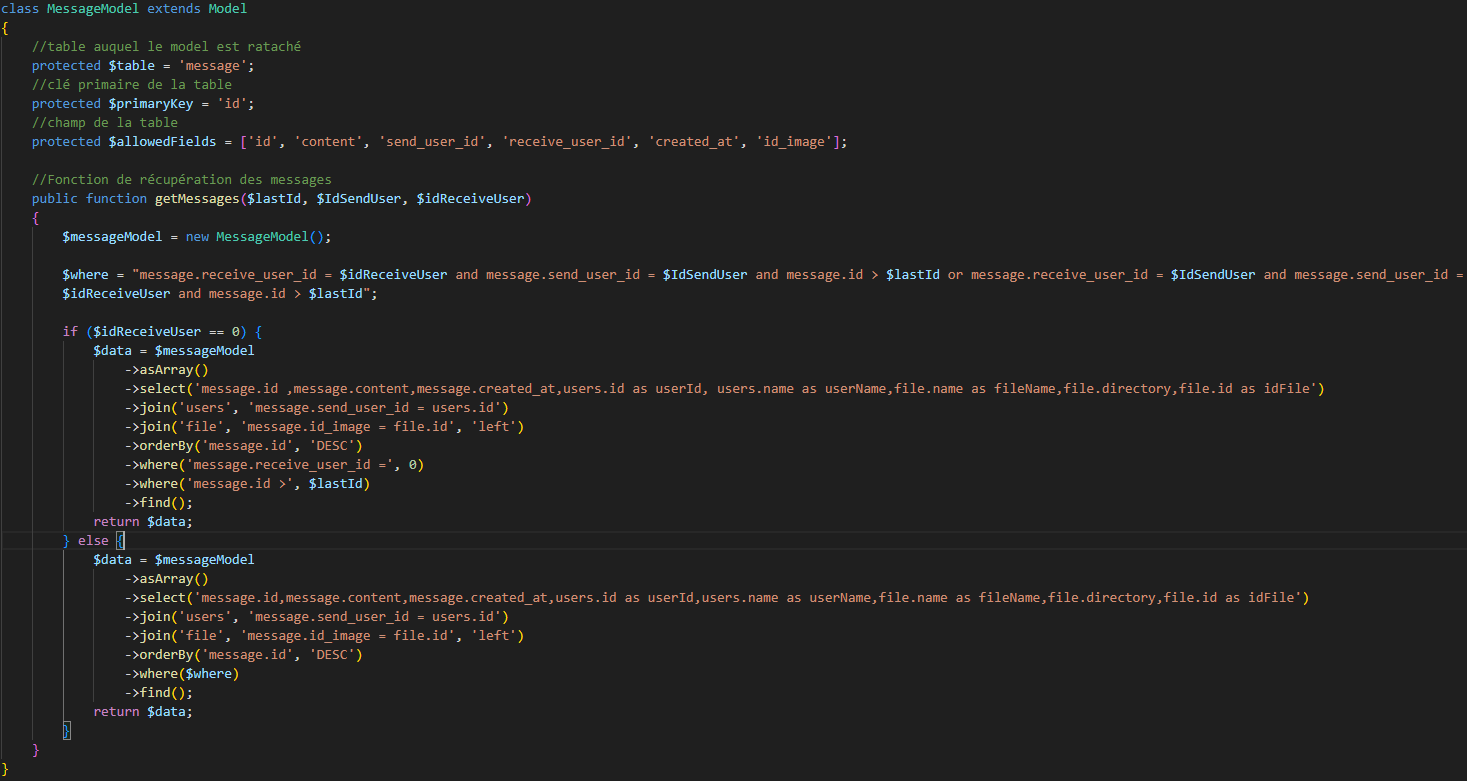 class MessageModel extends Model
{
    //table auquel le model est rataché
    protected $table = 'message';
    //clé primaire de la table
    protected $primaryKey = 'id';
    //champ de la table
    protected $allowedFields = ['id', 'content', 'send_user_id', 'receive_user_id', 'created_at', 'id_image'];

    //Fonction de récupération des messages
    public function getMessages($lastId, $IdSendUser, $idReceiveUser)
    {
        $messageModel = new MessageModel();

        $where = "message.receive_user_id = $idReceiveUser and message.send_user_id = $IdSendUser and message.id > $lastId or message.receive_user_id = $IdSendUser and message.send_user_id =
        $idReceiveUser and message.id > $lastId";

        if ($idReceiveUser == 0) {
            $data = $messageModel
                ->asArray()
                ->select('message.id ,message.content,message.created_at,users.id as userId, users.name as userName,file.name as fileName,file.directory,file.id as idFile')
                ->join('users', 'message.send_user_id = users.id')
                ->join('file', 'message.id_image = file.id', 'left')
                ->orderBy('message.id', 'DESC')
                ->where('message.receive_user_id =', 0)
                ->where('message.id >', $lastId)
                ->find();
            return $data;
        } else {
            $data = $messageModel
                ->asArray()
                ->select('message.id,message.content,message.created_at,users.id as userId,users.name as userName,file.name as fileName,file.directory,file.id as idFile')
                ->join('users', 'message.send_user_id = users.id')
                ->join('file', 'message.id_image = file.id', 'left')
                ->orderBy('message.id', 'DESC')
                ->where($where)
                ->find();
            return $data;
        }
    }
}